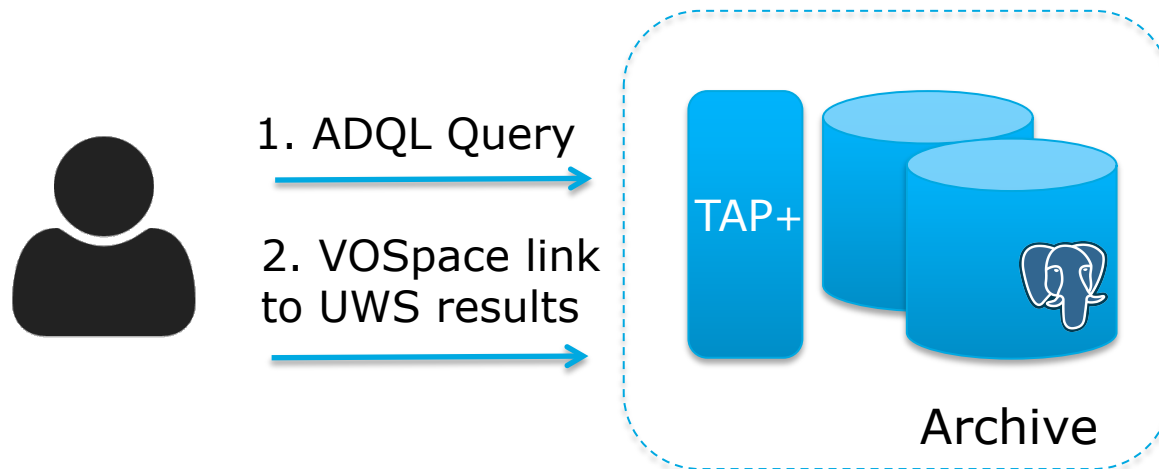 1. ADQL Query
2. VOSpace link
to UWS results
TAP+
Archive